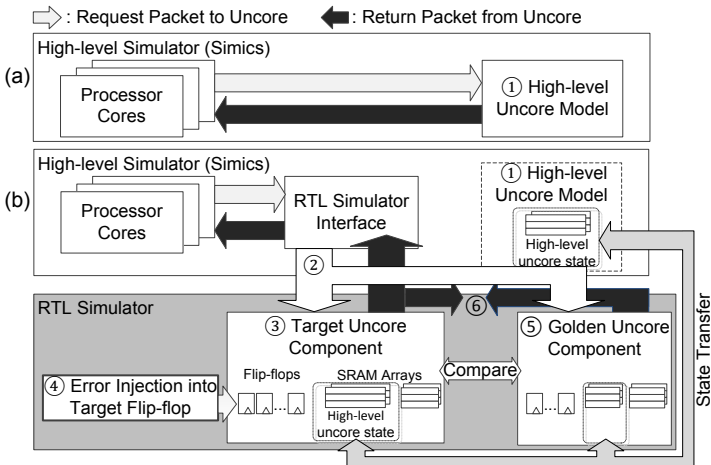 : Request Packet to Uncore
: Return Packet from Uncore
(a)
High-level Simulator (Simics)
Processor
Cores
① High-level
Uncore Model
(b)
High-level Simulator (Simics)
Processor
Cores
RTL Simulator
Interface
① High-level
Uncore Model
High-level
uncore state
②
⑥
RTL Simulator
③ Target Uncore
Component
Flip-flops
SRAM Arrays
...
High-level
uncore state
④ Error Injection into
Target Flip-flop
Compare
⑤ Golden Uncore
Component
...
State Transfer